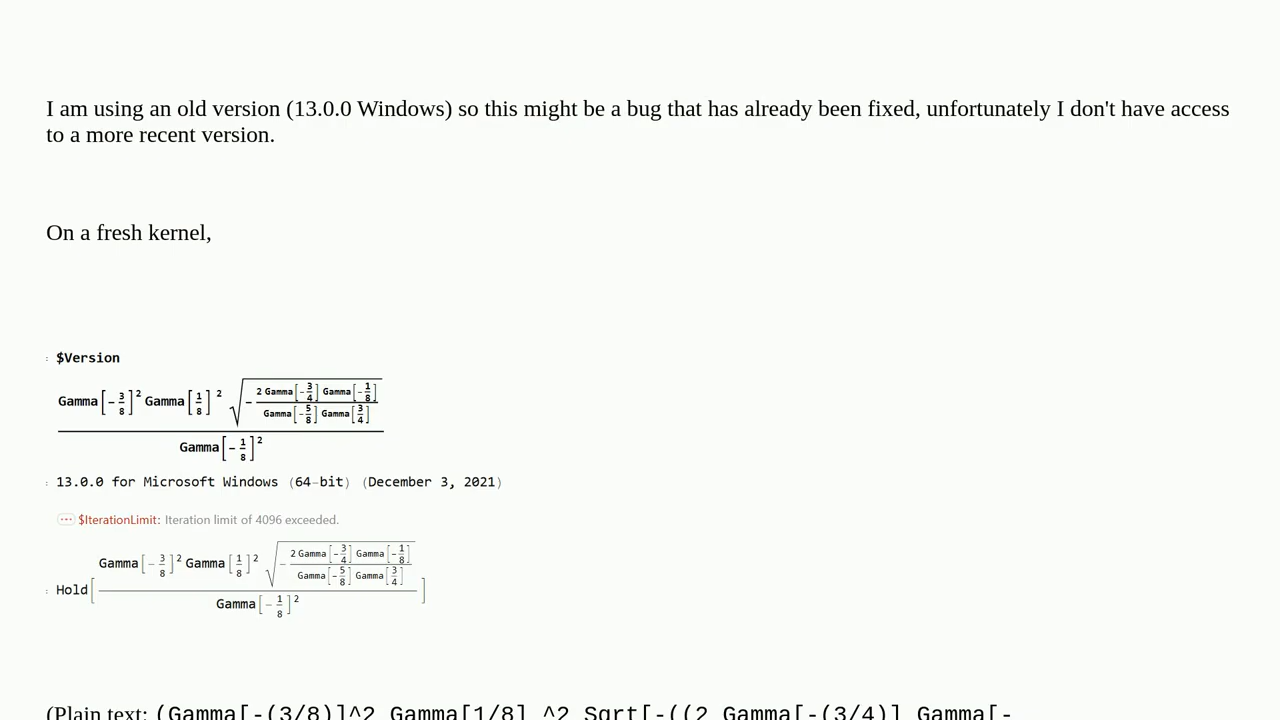 I am using an old version (13.0.0 Windows) so this might be a bug that has already been fixed, unfortunately I don't have access
to a more recent version.
On a fresh kernel,
$Version
Gamma[-3/8]^2 Gamma[1/8]^2 √(-(2 Gamma[-3/4] Gamma[-1/8])/(Gamma[-5/8] Gamma[3/4]))
Gamma[-1/8]^2
13.0.0 for Microsoft Windows (64-bit) (December 3, 2021)
$IterationLimit: Iteration limit of 4096 exceeded.
Hold[Gamma[-3/8]^2 Gamma[1/8]^2 √(-(2 Gamma[-3/4] Gamma[-1/8])/(Gamma[-5/8] Gamma[3/4]))
Gamma[-1/8]^2]
(Plain text: (Gamma[-(3/8)]^2 Gamma[1/8] ^2 Sqrt[-((2 Gamma[-(3/4)] Gamma[-